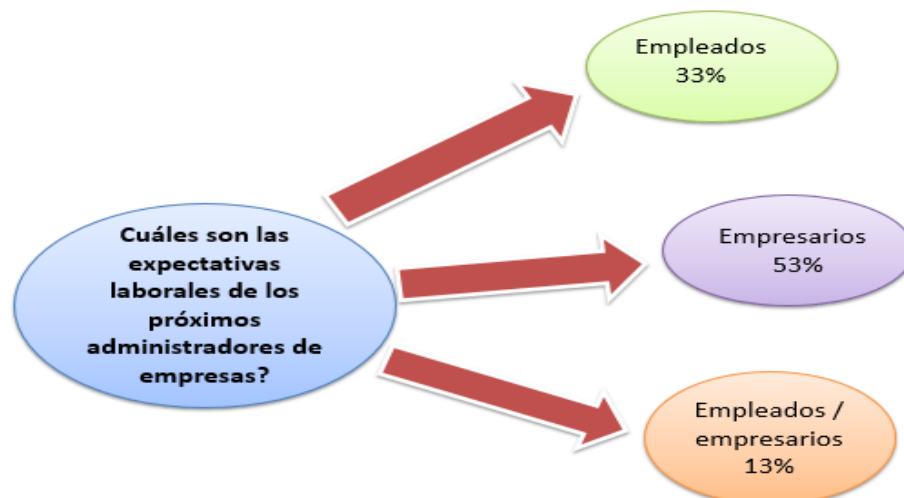 Empleados
33%
Cuáles son las
expectativas
laborales de los
próximos
administradores de
empresas?
Empresarios
53%
Empleados /
empresarios
13%